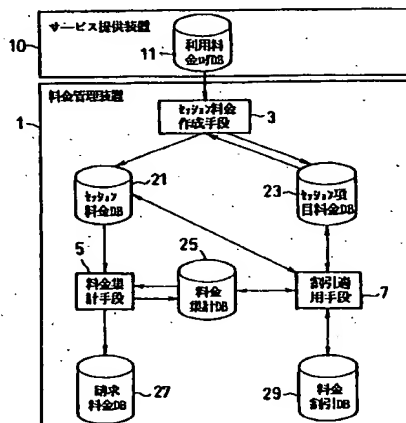 サービス提供装置
10
11
利用料
金可DB
料金管理装置
1
セッション料金
作成手段
3
21
セッション
料金DB
23
セッション項
目料金DB
25
5
料金集
計手段
料金
集計DB
割引適
用手段
7
請求
料金DB
27
29
料金
割引DB